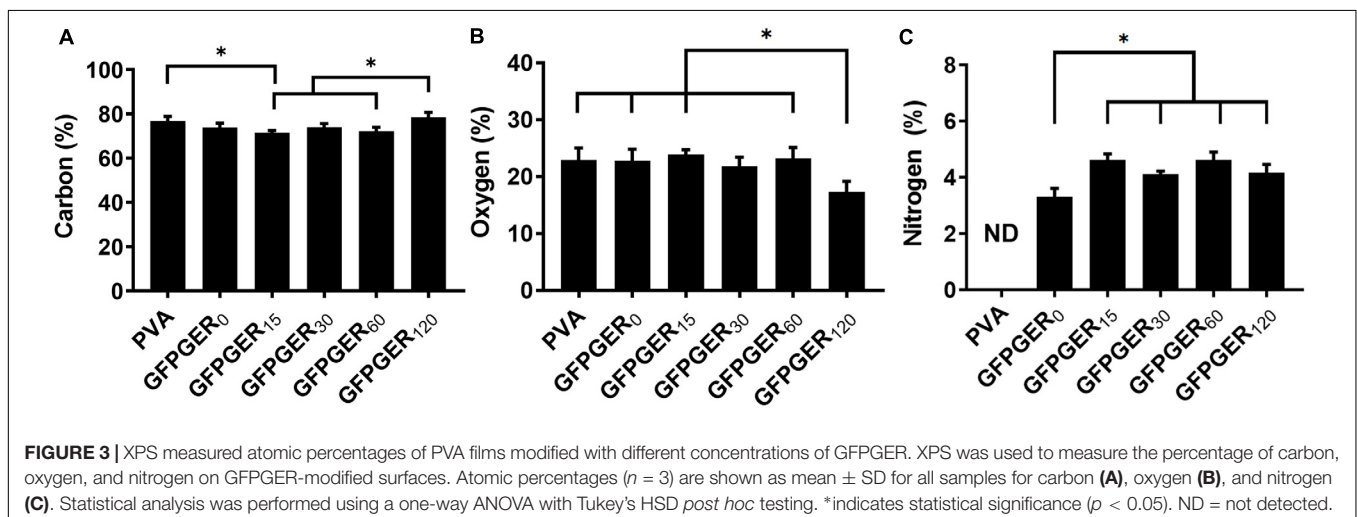 A
*
*
Carbon (%)
100
80
60
40
20
0
PVA
GFPGER0
GFPGER15
GFPGER30
GFPGER60
GFPGER120
B
*
Oxygen (%)
40
30
20
10
0
PVA
GFPGER0
GFPGER15
GFPGER30
GFPGER60
GFPGER120
C
*
Nitrogen (%)
8
6
4
2
0
ND
PVA
GFPGER0
GFPGER15
GFPGER30
GFPGER60
GFPGER120
FIGURE 3 | XPS measured atomic percentages of PVA films modified with different concentrations of GFPGER. XPS was used to measure the percentage of carbon,
oxygen, and nitrogen on GFPGER-modified surfaces. Atomic percentages (n = 3) are shown as mean ± SD for all samples for carbon (A), oxygen (B), and nitrogen
(C). Statistical analysis was performed using a one-way ANOVA with Tukey's HSD post hoc testing. *indicates statistical significance (p < 0.05). ND = not detected.